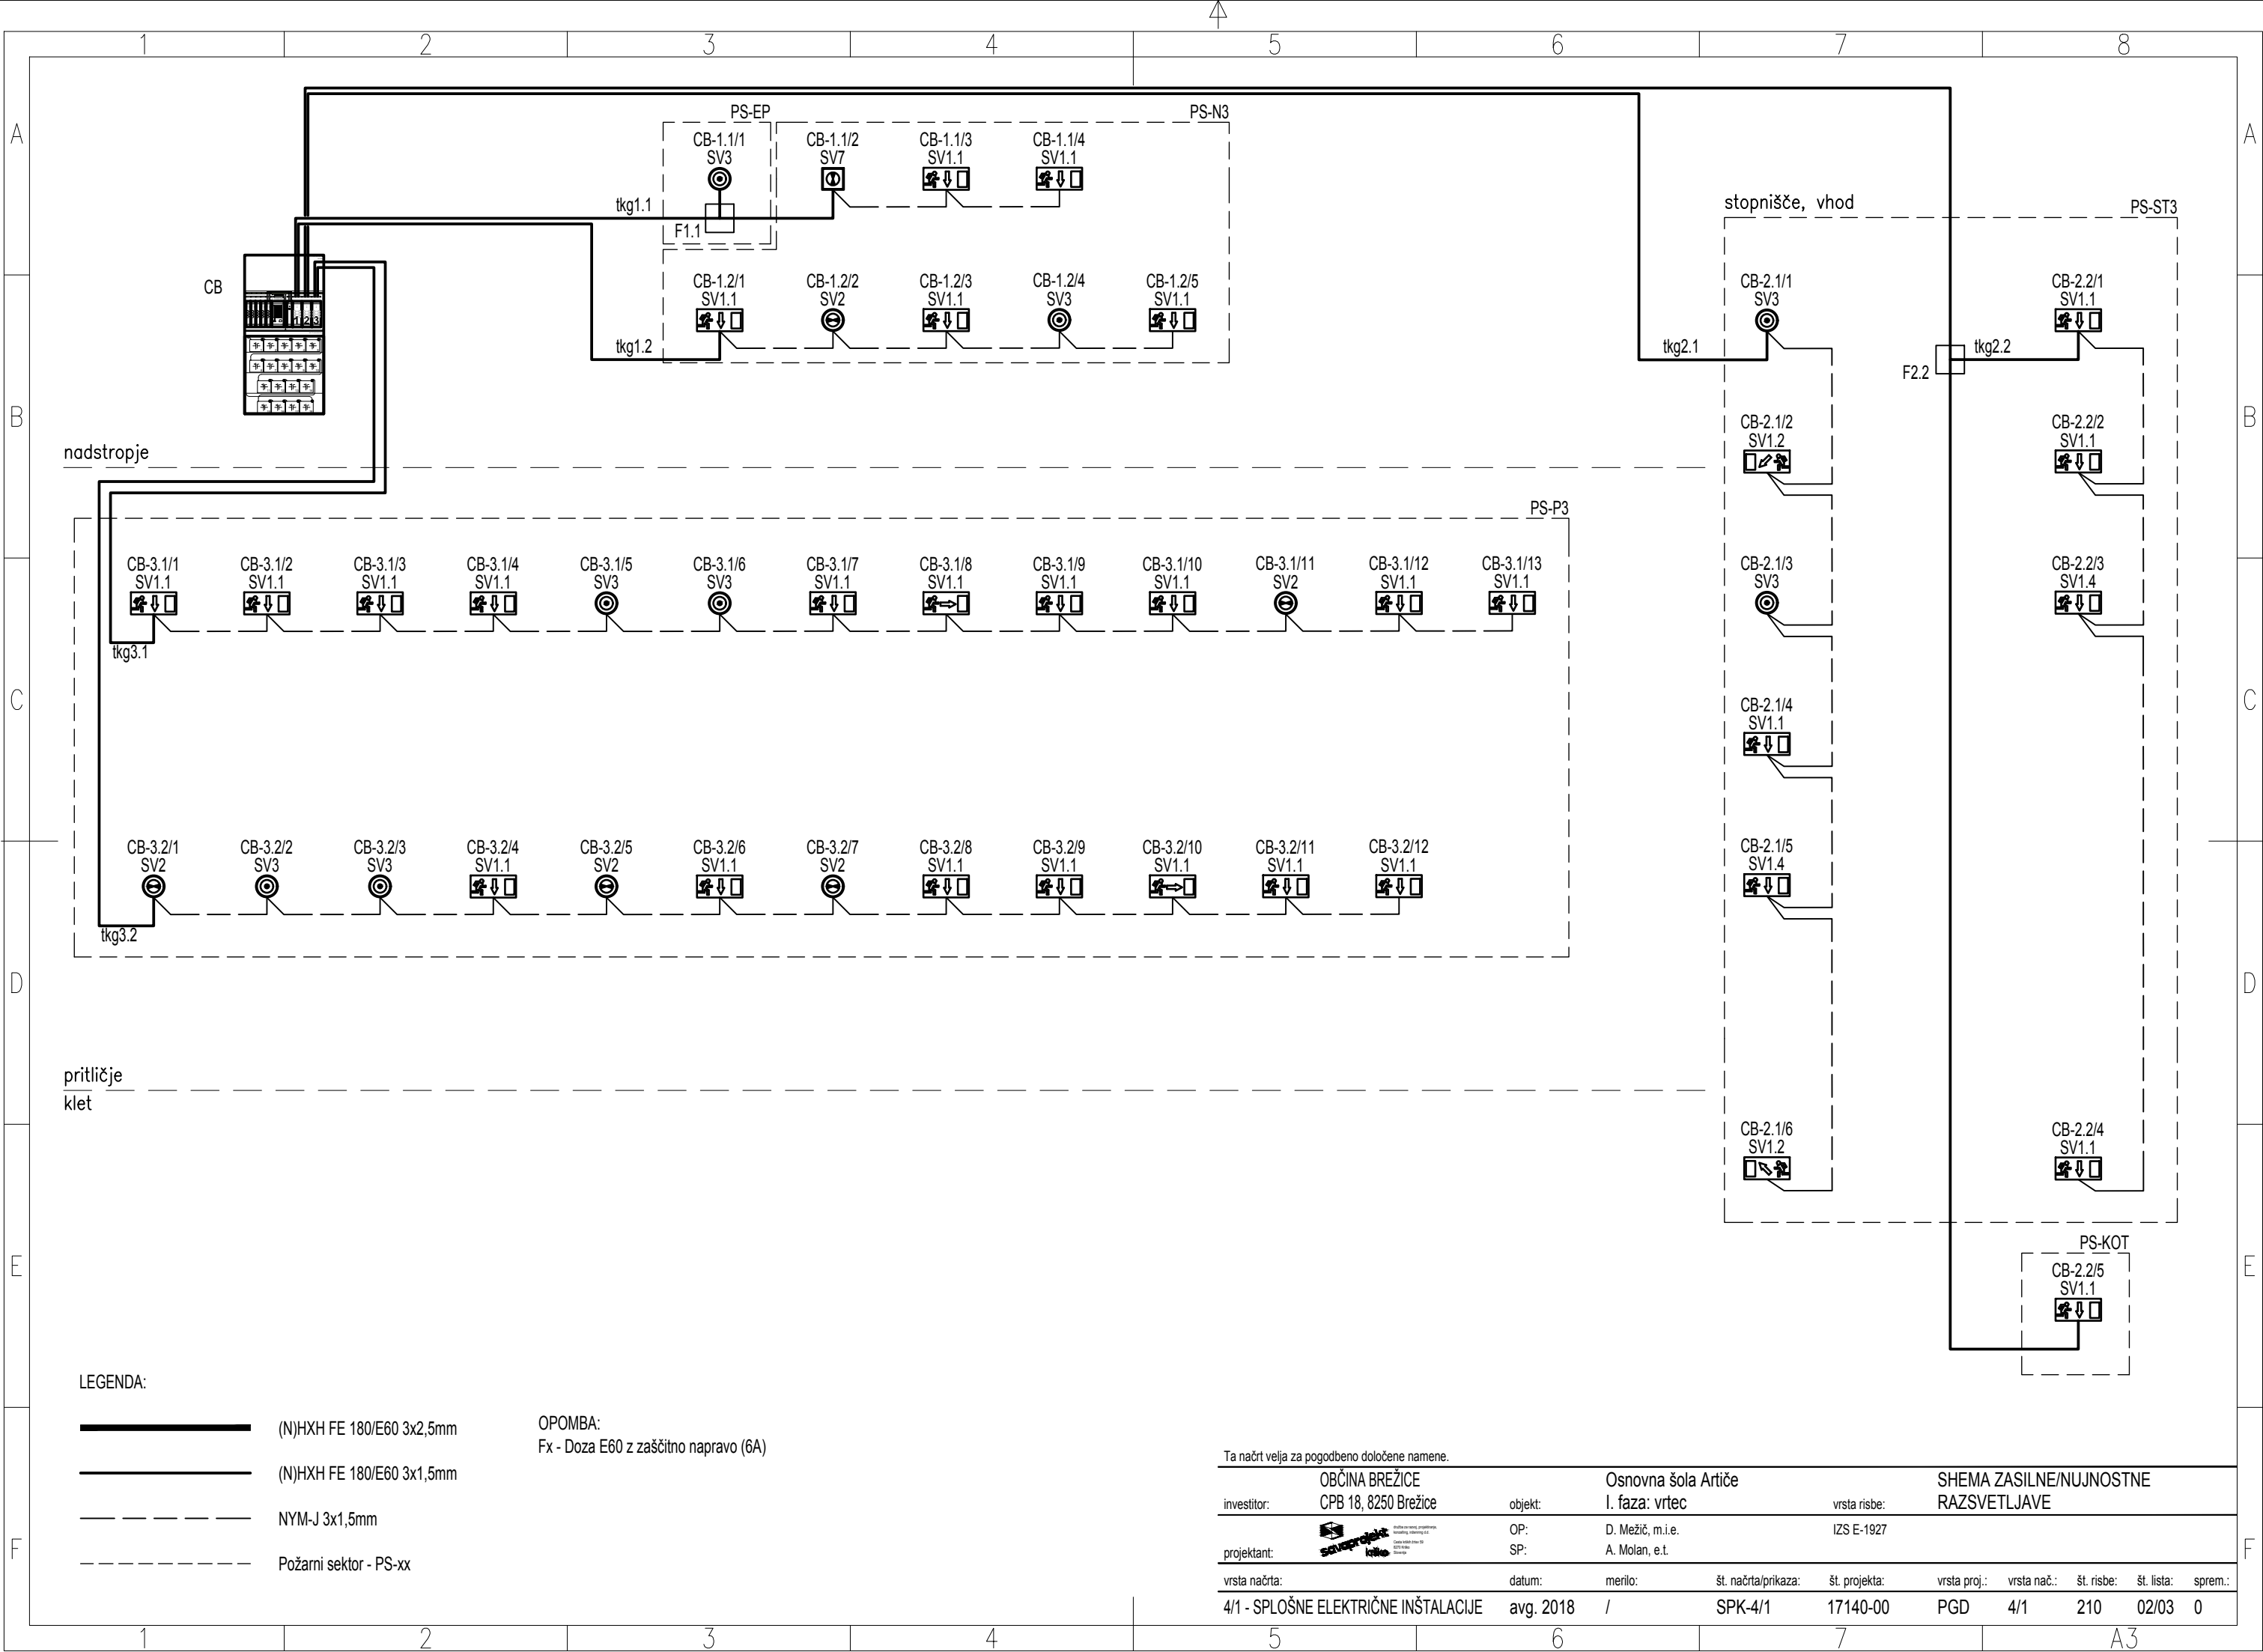 1 2 3 4 5 6 7 8
A A
B B
C C
D D
E E
F F
PS-EP
CB-1.1/1
SV3
tkg1.1
F1.1
PS-N3
CB-1.1/2
SV7
CB-1.1/3
SV1.1
CB-1.1/4
SV1.1
CB-1.2/1
SV1.1
CB-1.2/2
SV2
CB-1.2/3
SV1.1
CB-1.2/4
SV3
CB-1.2/5
SV1.1
tkg1.2
CB
1 2 3
nadstropje
PS-P3
CB-3.1/1
SV1.1
CB-3.1/2
SV1.1
CB-3.1/3
SV1.1
CB-3.1/4
SV1.1
CB-3.1/5
SV3
CB-3.1/6
SV3
CB-3.1/7
SV1.1
CB-3.1/8
SV1.1
CB-3.1/9
SV1.1
CB-3.1/10
SV1.1
CB-3.1/11
SV2
CB-3.1/12
SV1.1
CB-3.1/13
SV1.1
tkg3.1
CB-3.2/1
SV2
CB-3.2/2
SV3
CB-3.2/3
SV3
CB-3.2/4
SV1.1
CB-3.2/5
SV2
CB-3.2/6
SV1.1
CB-3.2/7
SV2
CB-3.2/8
SV1.1
CB-3.2/9
SV1.1
CB-3.2/10
SV1.1
CB-3.2/11
SV1.1
CB-3.2/12
SV1.1
tkg3.2
pritličje
klet
stopnišče, vhod
PS-ST3
tkg2.1
CB-2.1/1
SV3
CB-2.1/2
SV1.2
CB-2.1/3
SV3
CB-2.1/4
SV1.1
CB-2.1/5
SV1.4
CB-2.1/6
SV1.2
F2.2
tkg2.2
CB-2.2/1
SV1.1
CB-2.2/2
SV1.1
CB-2.2/3
SV1.4
CB-2.2/4
SV1.1
PS-KOT
CB-2.2/5
SV1.1
LEGENDA:
(N)HXH FE 180/E60 3x2,5mm
(N)HXH FE 180/E60 3x1,5mm
NYM-J 3x1,5mm
Požarni sektor - PS-xx
OPOMBA:
Fx - Doza E60 z zaščitno napravo (6A)
Ta načrt velja za pogodbeno določene namene.
investitor:
OBČINA BREŽICE
CPB 18, 8250 Brežice
objekt:
Osnovna šola Artiče
I. faza: vrtec
vrsta risbe:
SHEMA ZASILNE/NUJNOSTNE
RAZSVETLJAVE
projektant:
savaprojekt
krško
OP: D. Mežič, m.i.e. IZS E-1927
SP: A. Molan, e.t.
vrsta načrta: datum: merilo: št. načrta/prikaza: št. projekta: vrsta proj.: vrsta nač.: št. risbe: št. lista: sprem.:
4/1 - SPLOŠNE ELEKTRIČNE INŠTALACIJE avg. 2018 / SPK-4/1 17140-00 PGD 4/1 210 02/03 0
1 2 3 4 5 6 7 A3